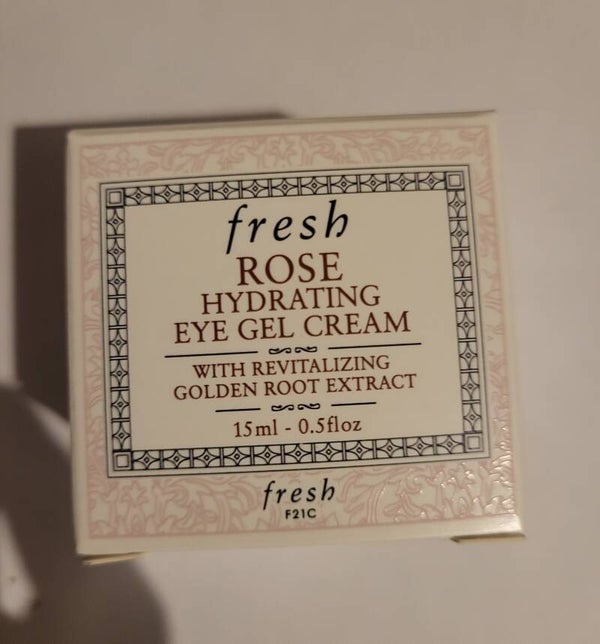 fresh
ROSE
HYDRATING
EYE GEL CREAM
WITH REVITALIZING
GOLDEN ROOT EXTRACT
15ml - 0.5floz
fresh
F21C